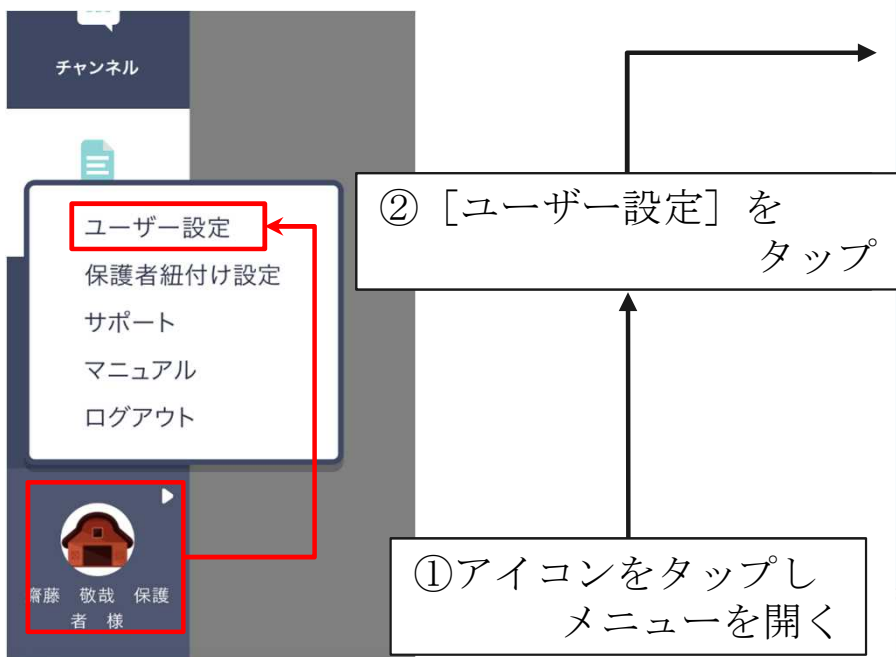 チャンネル
ユーザー設定
保護者紐付け設定
サポート
マニュアル
ログアウト
齋藤 敬哉 保護
者 様
②［ユーザー設定］を
タップ
①アイコンをタップし
メニューを開く